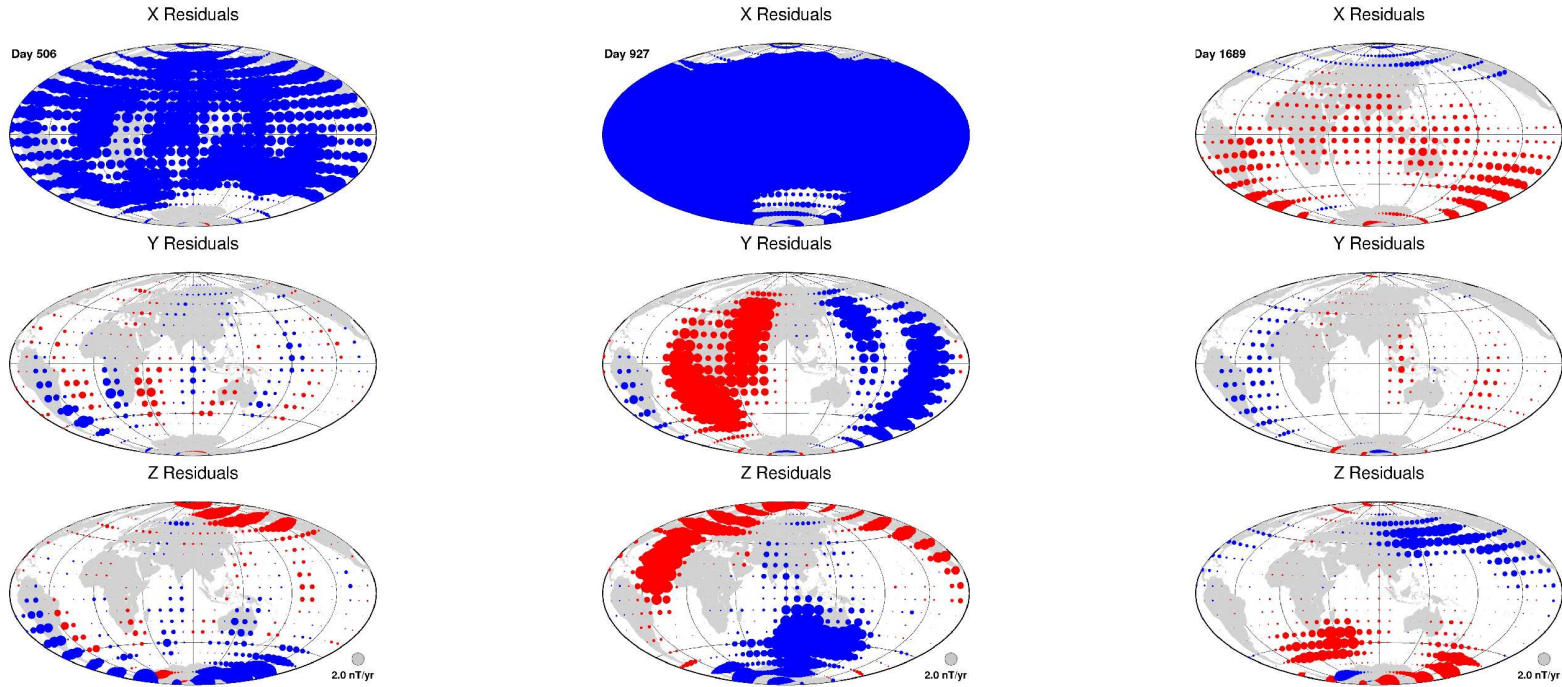 X Residuals
Day 506
Y Residuals
Z Residuals
2.0 nT/yr
X Residuals
Day 927
Y Residuals
Z Residuals
2.0 nT/yr
X Residuals
Day 1689
Y Residuals
Z Residuals
2.0 nT/yr